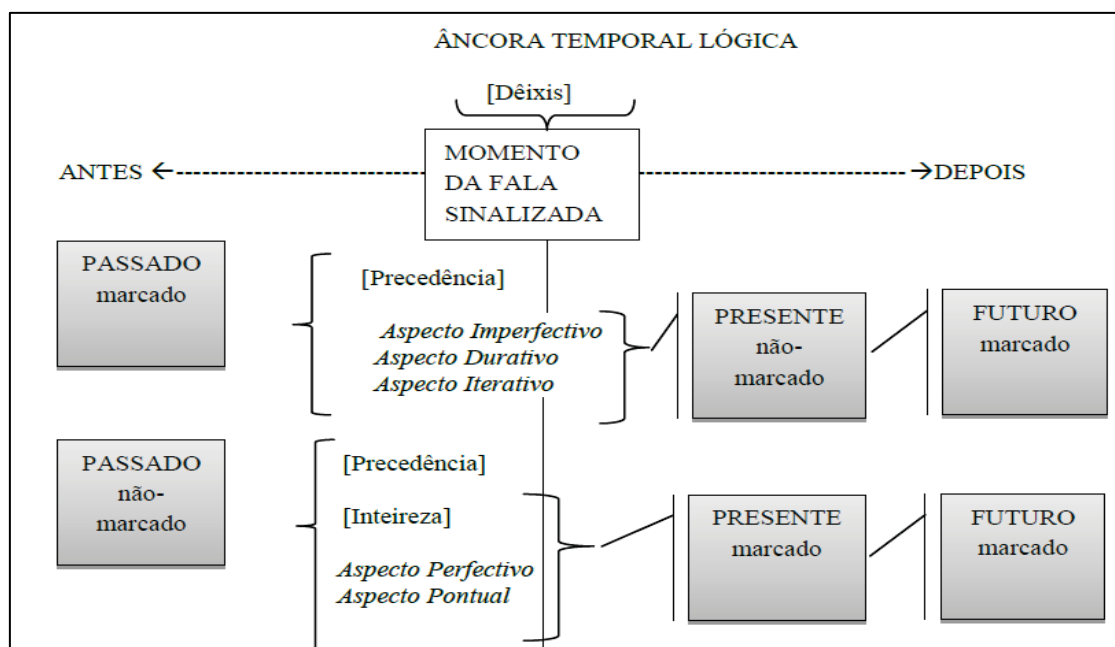 ÂNCORA TEMPORAL LÓGICA
[Dêixis]
MOMENTO
DA FALA
SINALIZADA
ANTES
DEPOIS
PASSADO
marcado
[Precedência]
Aspecto Imperfectivo
Aspecto Durativo
Aspecto Iterativo
PRESENTE
não-
marcado
FUTURO
marcado
PASSADO
não-
marcado
[Precedência]
[Inteireza]
Aspecto Perfectivo
Aspecto Pontual
PRESENTE
marcado
FUTURO
marcado